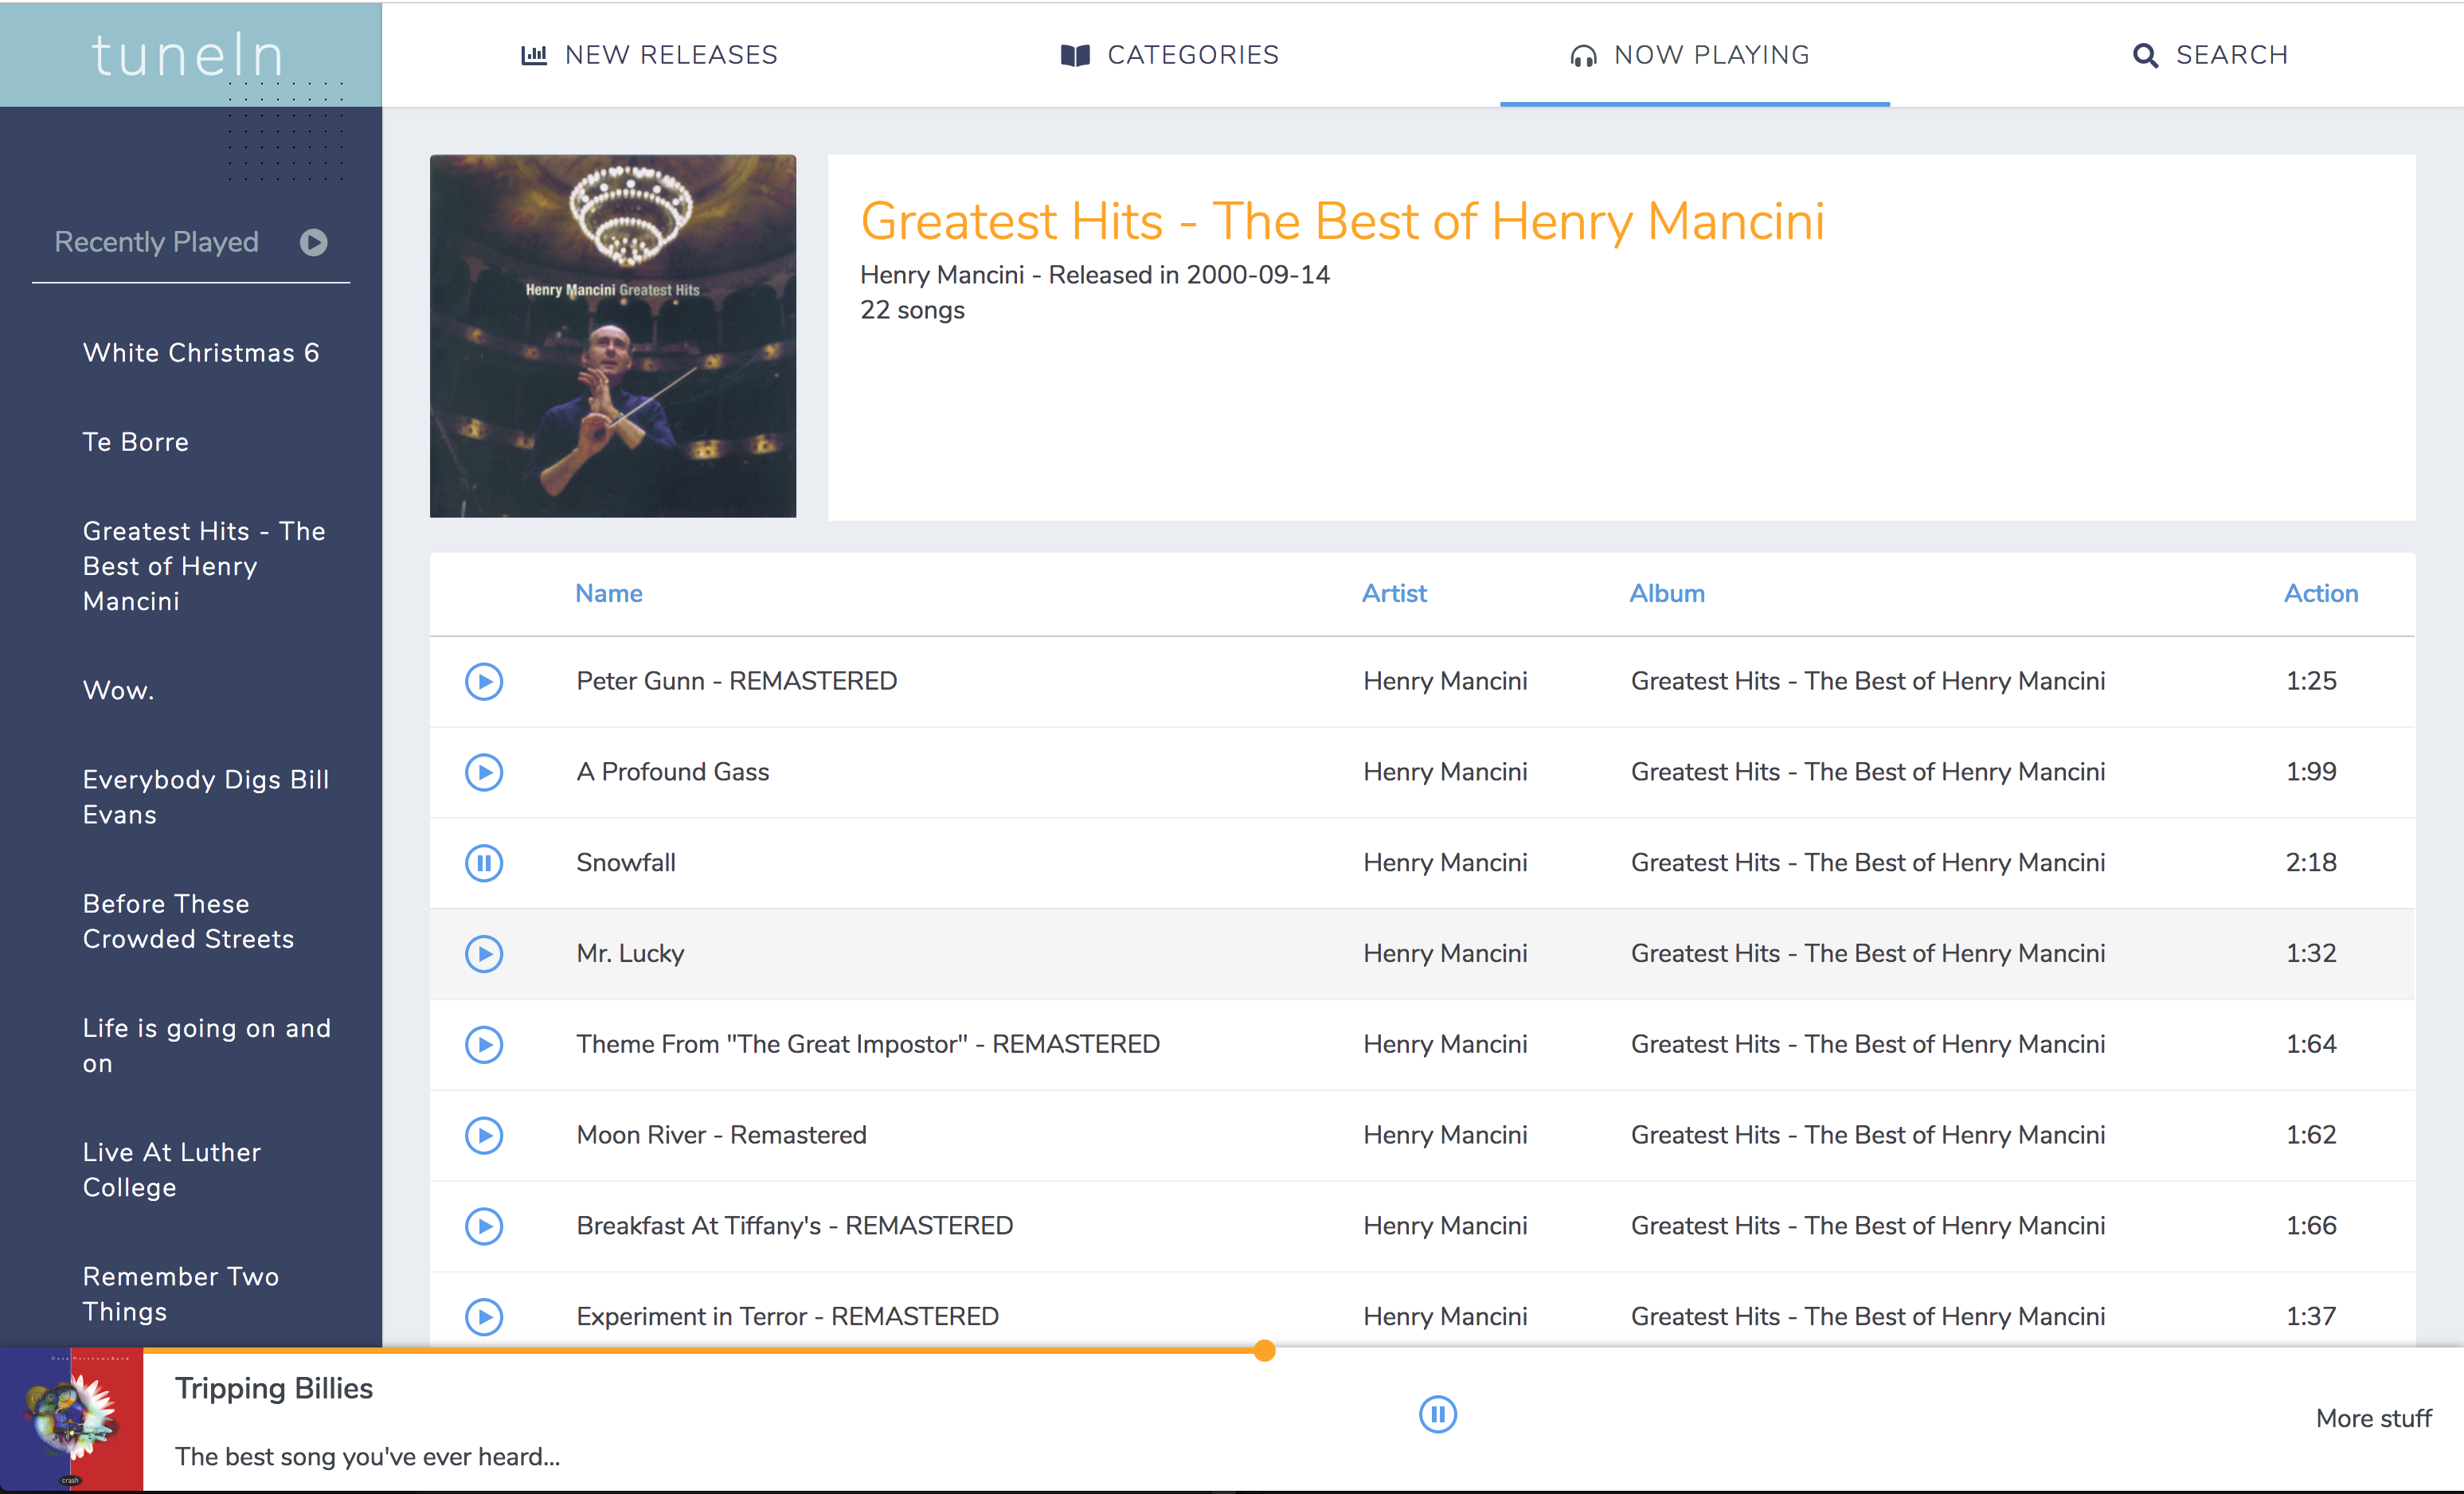 tuneIn
NEW RELEASES
CATEGORIES
NOW PLAYING
SEARCH
Recently Played
White Christmas 6
Te Borre
Greatest Hits - The
Best of Henry
Mancini
Wow.
Everybody Digs Bill
Evans
Before These
Crowded Streets
Life is going on and
on
Live At Luther
College
Remember Two
Things
Henry Mancini Greatest Hits
Greatest Hits - The Best of Henry Mancini
Henry Mancini - Released in 2000-09-14
22 songs
Name Artist Album Action
Peter Gunn - REMASTERED Henry Mancini Greatest Hits - The Best of Henry Mancini 1:25
A Profound Gass Henry Mancini Greatest Hits - The Best of Henry Mancini 1:99
Snowfall Henry Mancini Greatest Hits - The Best of Henry Mancini 2:18
Mr. Lucky Henry Mancini Greatest Hits - The Best of Henry Mancini 1:32
Theme From "The Great Impostor" - REMASTERED Henry Mancini Greatest Hits - The Best of Henry Mancini 1:64
Moon River - Remastered Henry Mancini Greatest Hits - The Best of Henry Mancini 1:62
Breakfast At Tiffany's - REMASTERED Henry Mancini Greatest Hits - The Best of Henry Mancini 1:66
Experiment in Terror - REMASTERED Henry Mancini Greatest Hits - The Best of Henry Mancini 1:37
Dave Matthews Band
crash
Tripping Billies
The best song you've ever heard...
More stuff